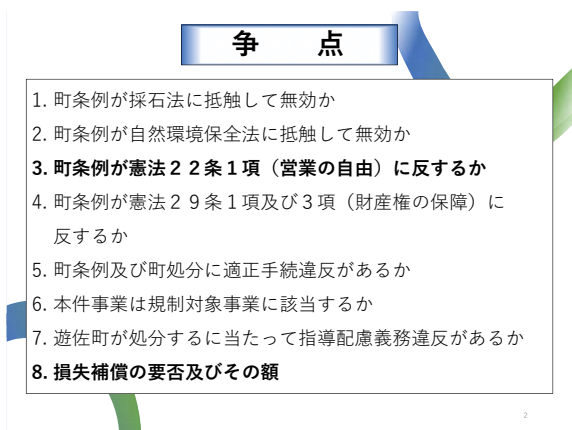 争　　点
1. 町条例が採石法に抵触して無効か
2. 町条例が自然環境保全法に抵触して無効か
3. 町条例が憲法２２条１項（営業の自由）に反するか
4. 町条例が憲法２９条１項及び３項（財産権の保障）に
反するか
5. 町条例及び町処分に適正手続違反があるか
6. 本件事業は規制対象事業に該当するか
7. 遊佐町が処分するに当たって指導配慮義務違反があるか
8. 損失補償の要否及びその額
2